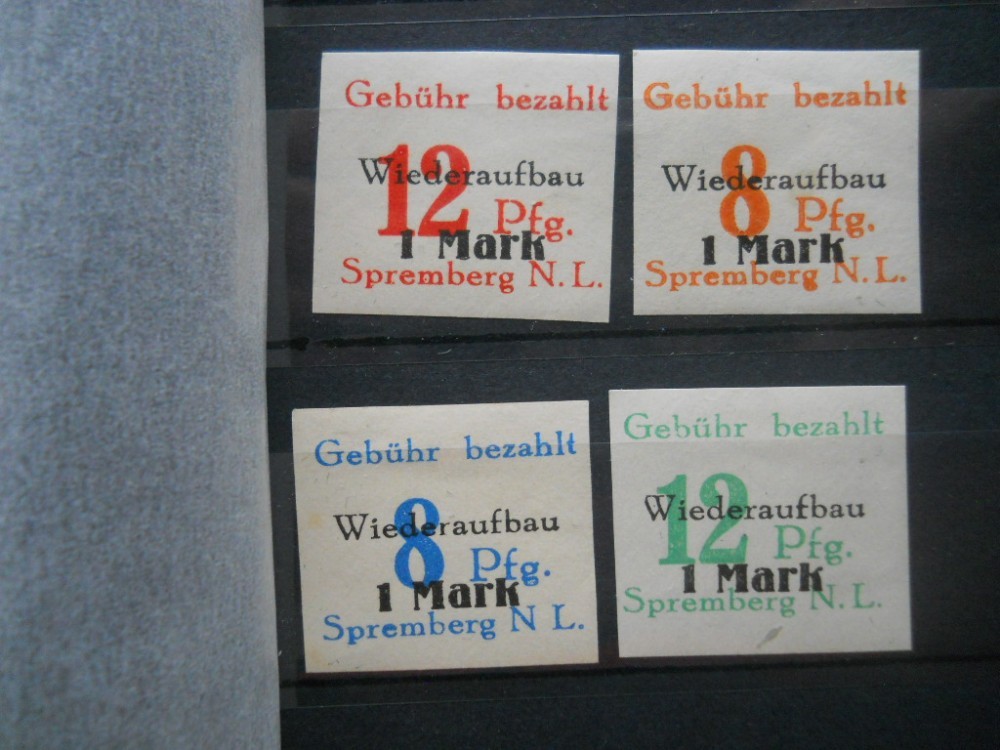 Gebühr bezahlt
Wiederaufbau
12 Pfg.
1 Mark
Spremberg N. L.
Gebühr bezahlt
Wiederaufbau
8 Pfg.
1 Mark
Spremberg N. L.
Gebühr bezahlt
Wiederaufbau
8 Pfg.
1 Mark
Spremberg N L.
Gebühr bezahlt
Wiederaufbau
12 Pfg.
1 Mark
Spremberg N. L.